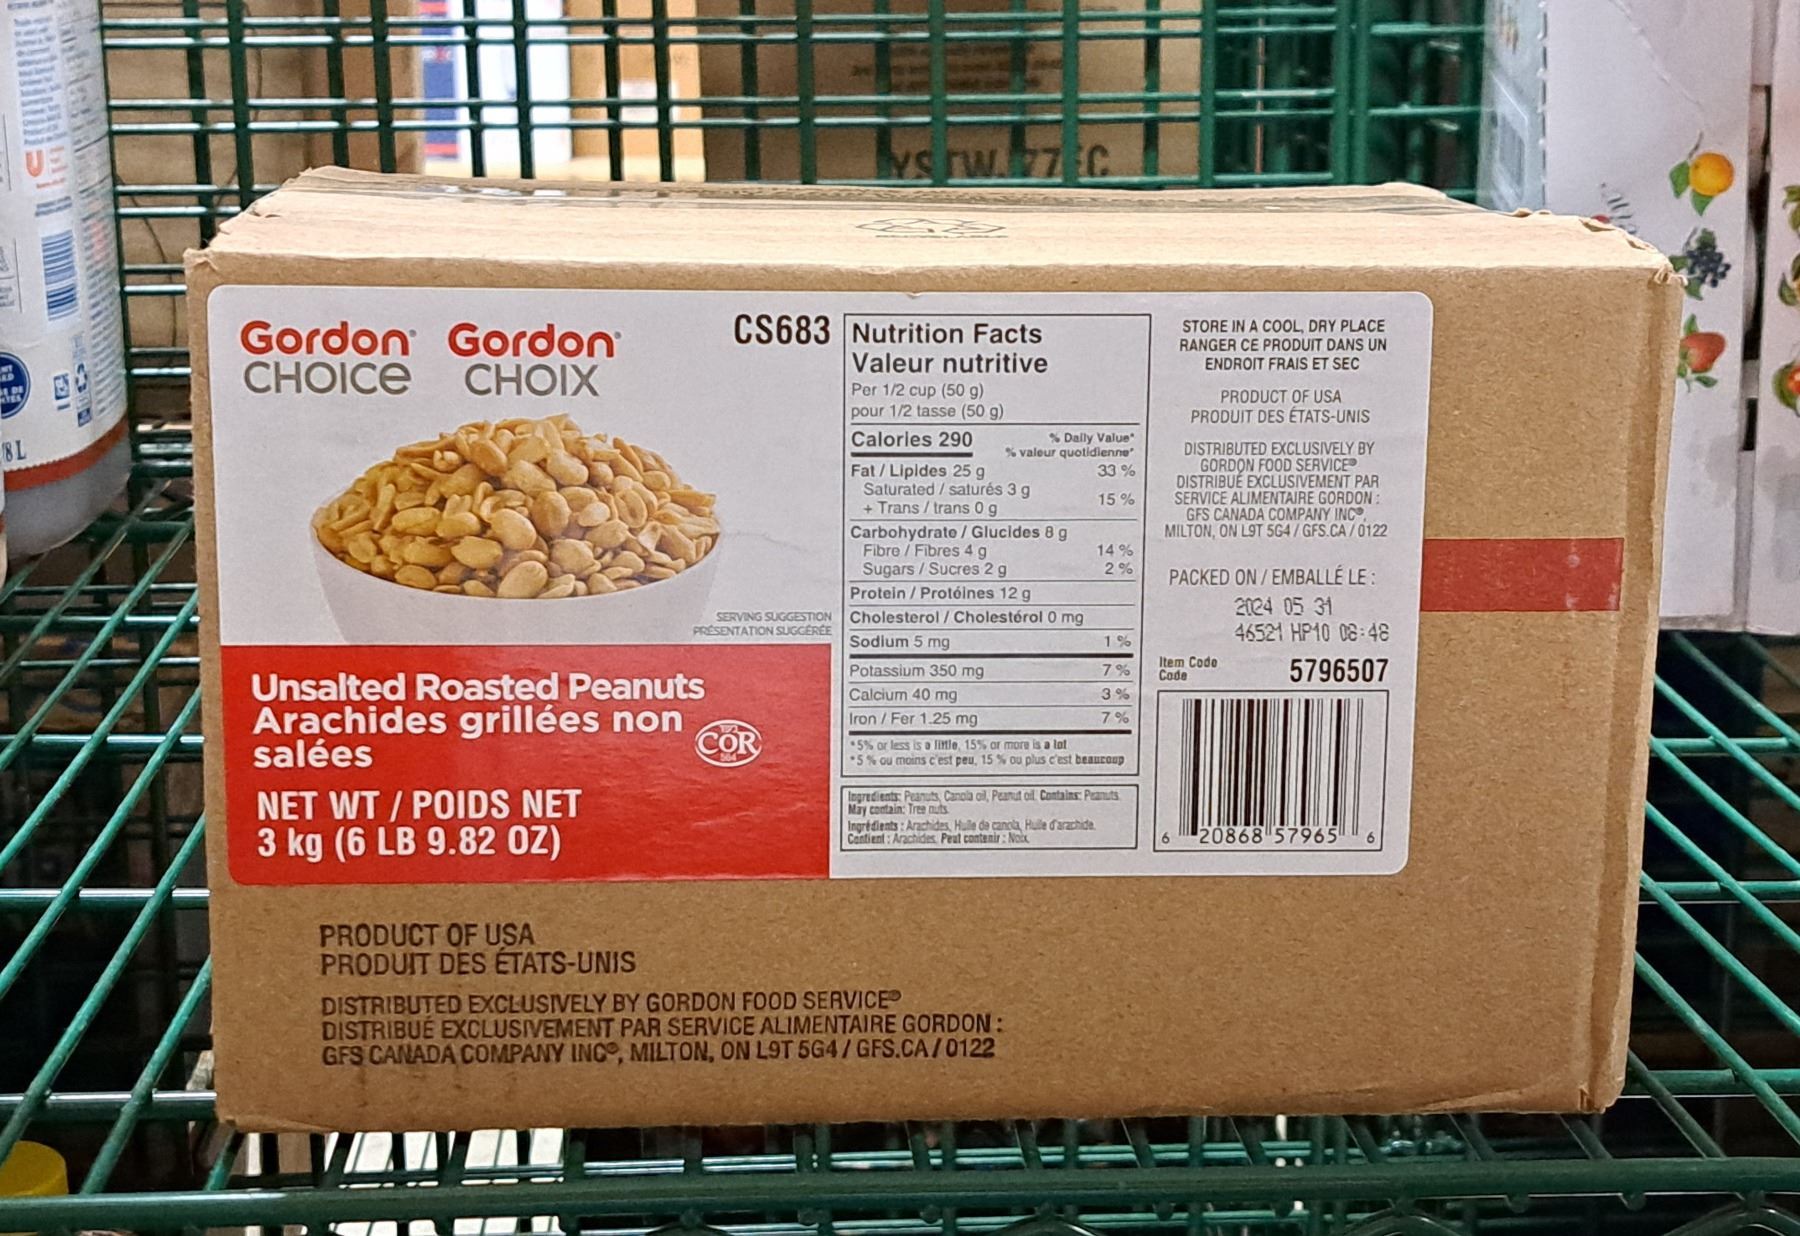 Gordon® Gordon®
CHOICe CHOIX
CS683
SERVING SUGGESTION
PRÉSENTATION SUGGÉRÉE
Unsalted Roasted Peanuts
Arachides grillées non
salées
COR
564
NET WT / POIDS NET
3 kg (6 LB 9.82 OZ)
Nutrition Facts
Valeur nutritive
Per 1/2 cup (50 g)
pour 1/2 tasse (50 g)
Calories 290 % Daily Value*
% valeur quotidienne*
Fat / Lipides 25 g 33 %
Saturated / saturés 3 g
+ Trans / trans 0 g 15 %
Carbohydrate / Glucides 8 g
Fibre / Fibres 4 g 14 %
Sugars / Sucres 2 g 2 %
Protein / Protéines 12 g
Cholesterol / Cholestérol 0 mg
Sodium 5 mg 1 %
Potassium 350 mg 7 %
Calcium 40 mg 3 %
Iron / Fer 1.25 mg 7 %
*5% or less is a little, 15% or more is a lot
*5 % ou moins c'est peu, 15 % ou plus c'est beaucoup
Ingredients: Peanuts, Canola oil, Peanut oil. Contains: Peanuts.
May contain: Tree nuts.
Ingrédients : Arachides, Huile de canola, Huile d'arachide.
Contient : Arachides. Peut contenir : Noix.
STORE IN A COOL, DRY PLACE
RANGER CE PRODUIT DANS UN
ENDROIT FRAIS ET SEC
PRODUCT OF USA
PRODUIT DES ÉTATS-UNIS
DISTRIBUTED EXCLUSIVELY BY
GORDON FOOD SERVICE®
DISTRIBUÉ EXCLUSIVEMENT PAR
SERVICE ALIMENTAIRE GORDON :
GFS CANADA COMPANY INC®,
MILTON, ON L9T 5G4 / GFS.CA / 0122
PACKED ON / EMBALLÉ LE :
2024 05 31
46521 HP10 08:48
Item Code
Code
5796507
6 20868 57965 6
PRODUCT OF USA
PRODUIT DES ÉTATS-UNIS
DISTRIBUTED EXCLUSIVELY BY GORDON FOOD SERVICE®
DISTRIBUÉ EXCLUSIVEMENT PAR SERVICE ALIMENTAIRE GORDON :
GFS CANADA COMPANY INC®, MILTON, ON L9T 5G4 / GFS.CA / 0122